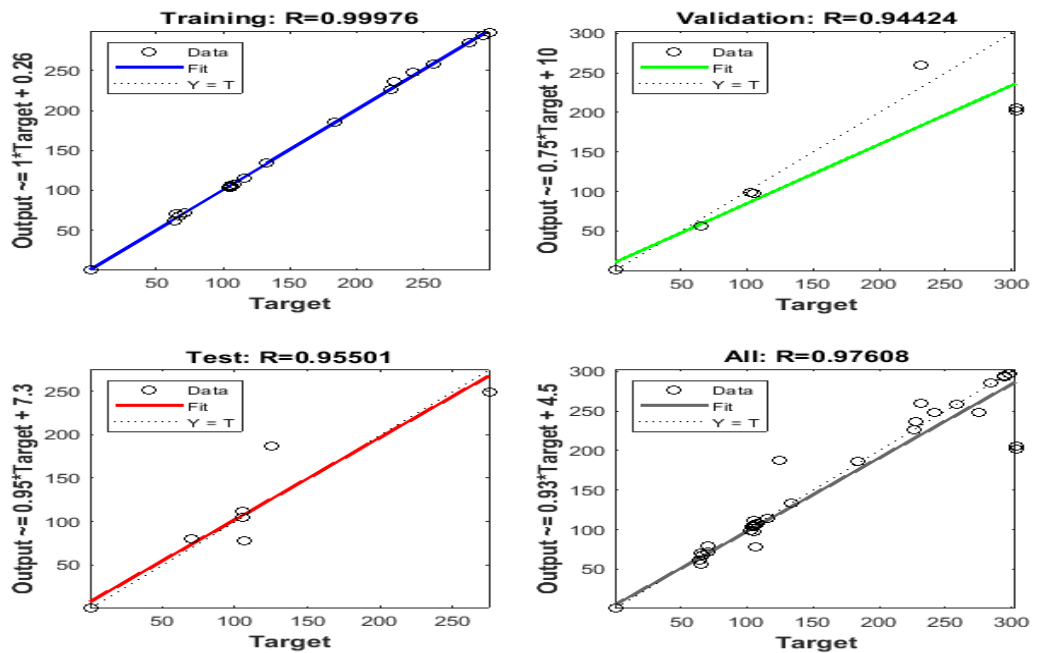 Training: R=0.99976
Output ~= 1*Target + 0.26
250
200
150
100
50
Data
Fit
Y = T
50
100
150
200
250
300
Target
Validation: R=0.94424
Output ~= 0.75*Target + 10
300
250
200
150
100
50
Data
Fit
Y = T
50
100
150
200
250
300
Target
Test: R=0.95501
Output ~= 0.95*Target + 7.3
250
200
150
100
50
Data
Fit
Y = T
50
100
150
200
250
Target
All: R=0.97608
Output ~= 0.93*Target + 4.5
300
250
200
150
100
50
Data
Fit
Y = T
50
100
150
200
250
300
Target